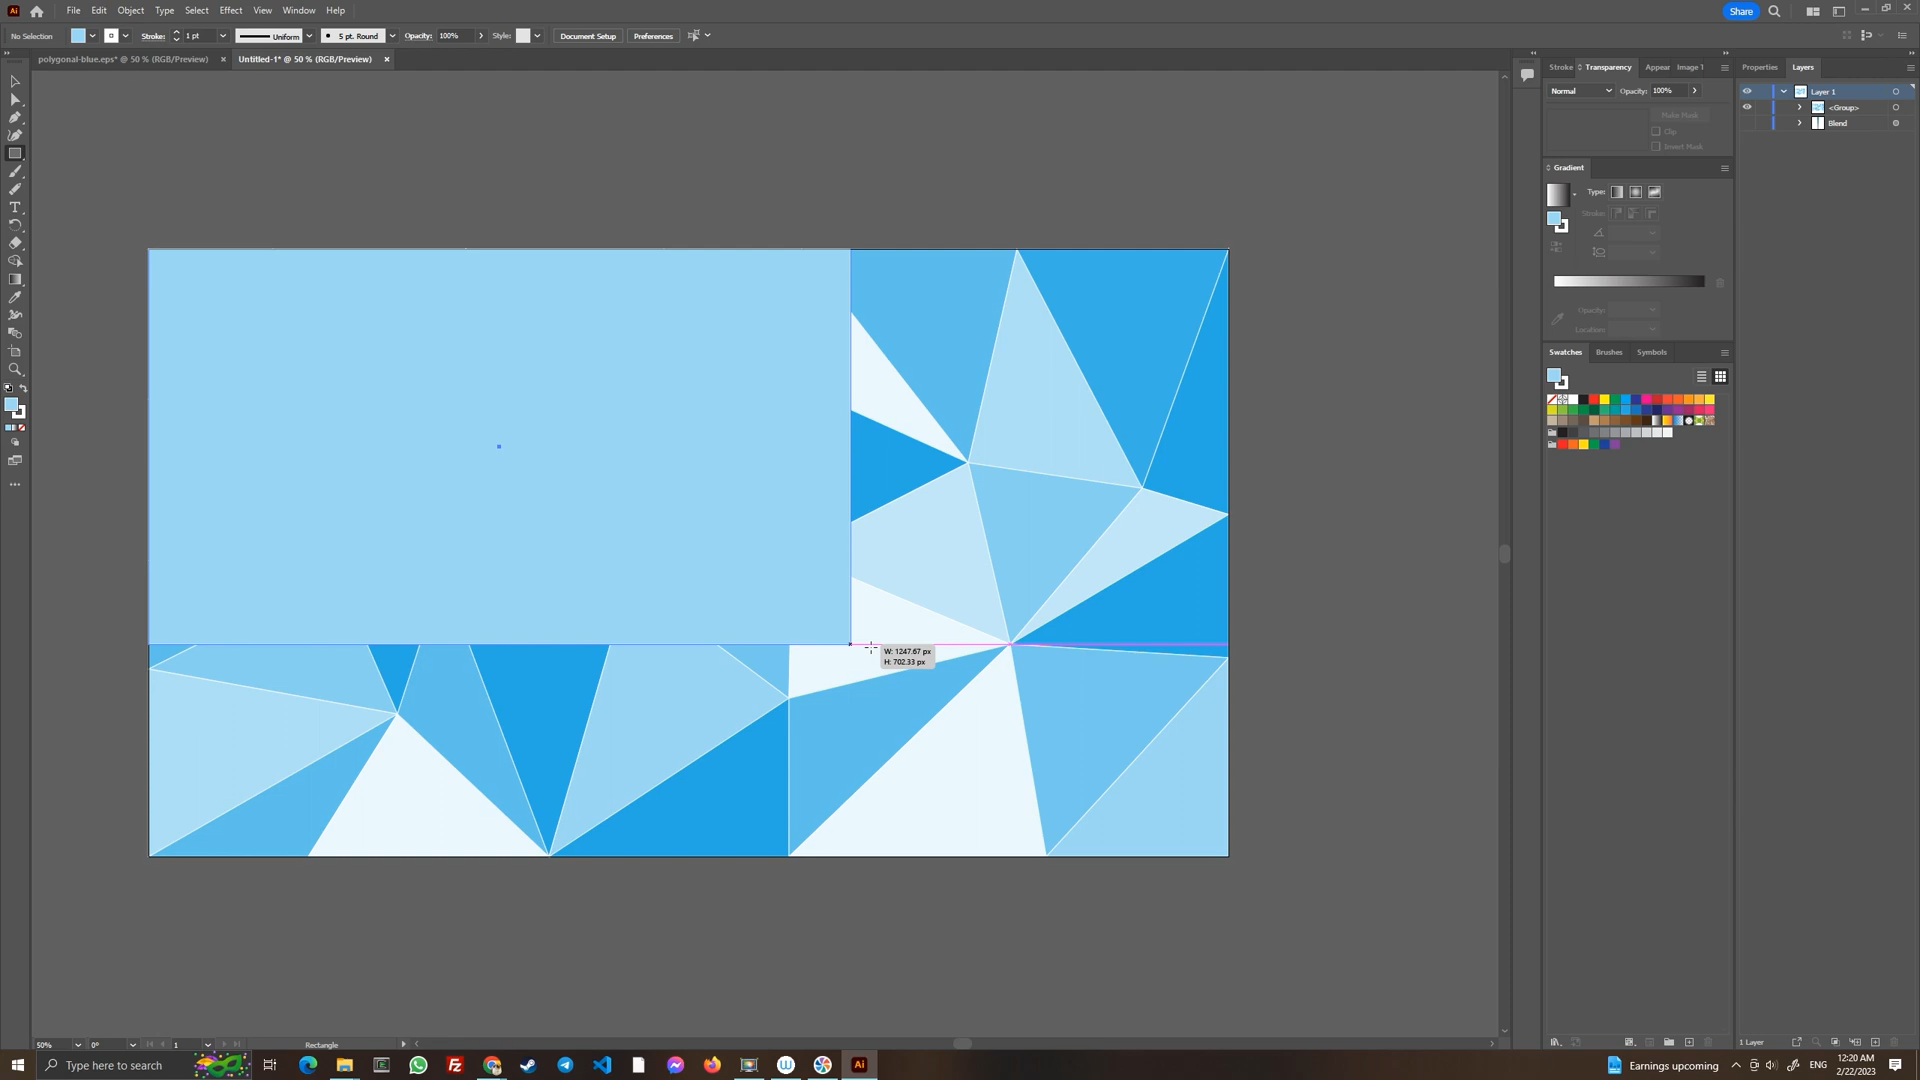 Ai File Edit Object Type Select Effect View Window Help Share
No Selection Stroke: 1 pt Uniform 5 pt. Round Opacity: 100% Style: Document Setup Preferences
polygonal-blue.eps* @ 50 % (RGB/Preview) × Untitled-1* @ 50 % (RGB/Preview) ×
Stroke Transparency Appear Image T
Normal Opacity: 100%
Make Mask
Clip
Invert Mask
Gradient
Type:
Stroke:
Opacity:
Location:
Swatches Brushes Symbols
Properties Layers
Layer 1
<Group>
Blend
W: 1247.67 px
H: 702.33 px
50% 0° 1 Rectangle
1 Layer
Type here to search
Ai
Earnings upcoming
ENG
12:20 AM
2/22/2023